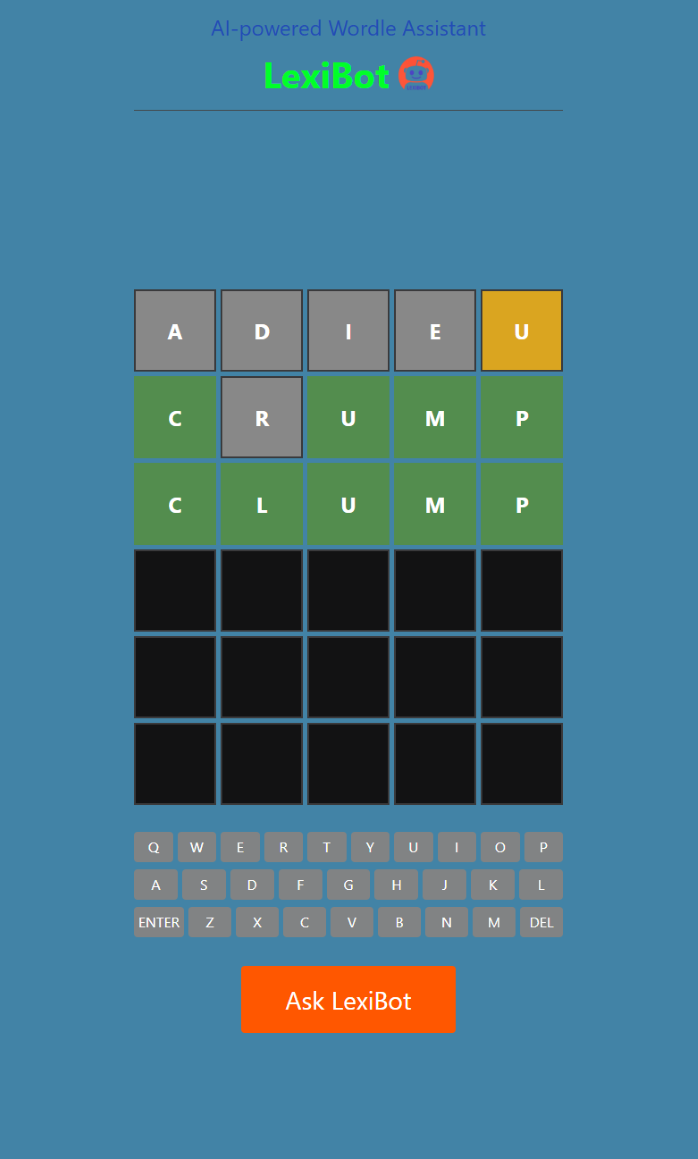 AI-powered Wordle Assistant
LexiBot
A D I E U
C R U M P
C L U M P
Q W E R T Y U I O P
A S D F G H J K L
ENTER Z X C V B N M DEL
Ask LexiBot